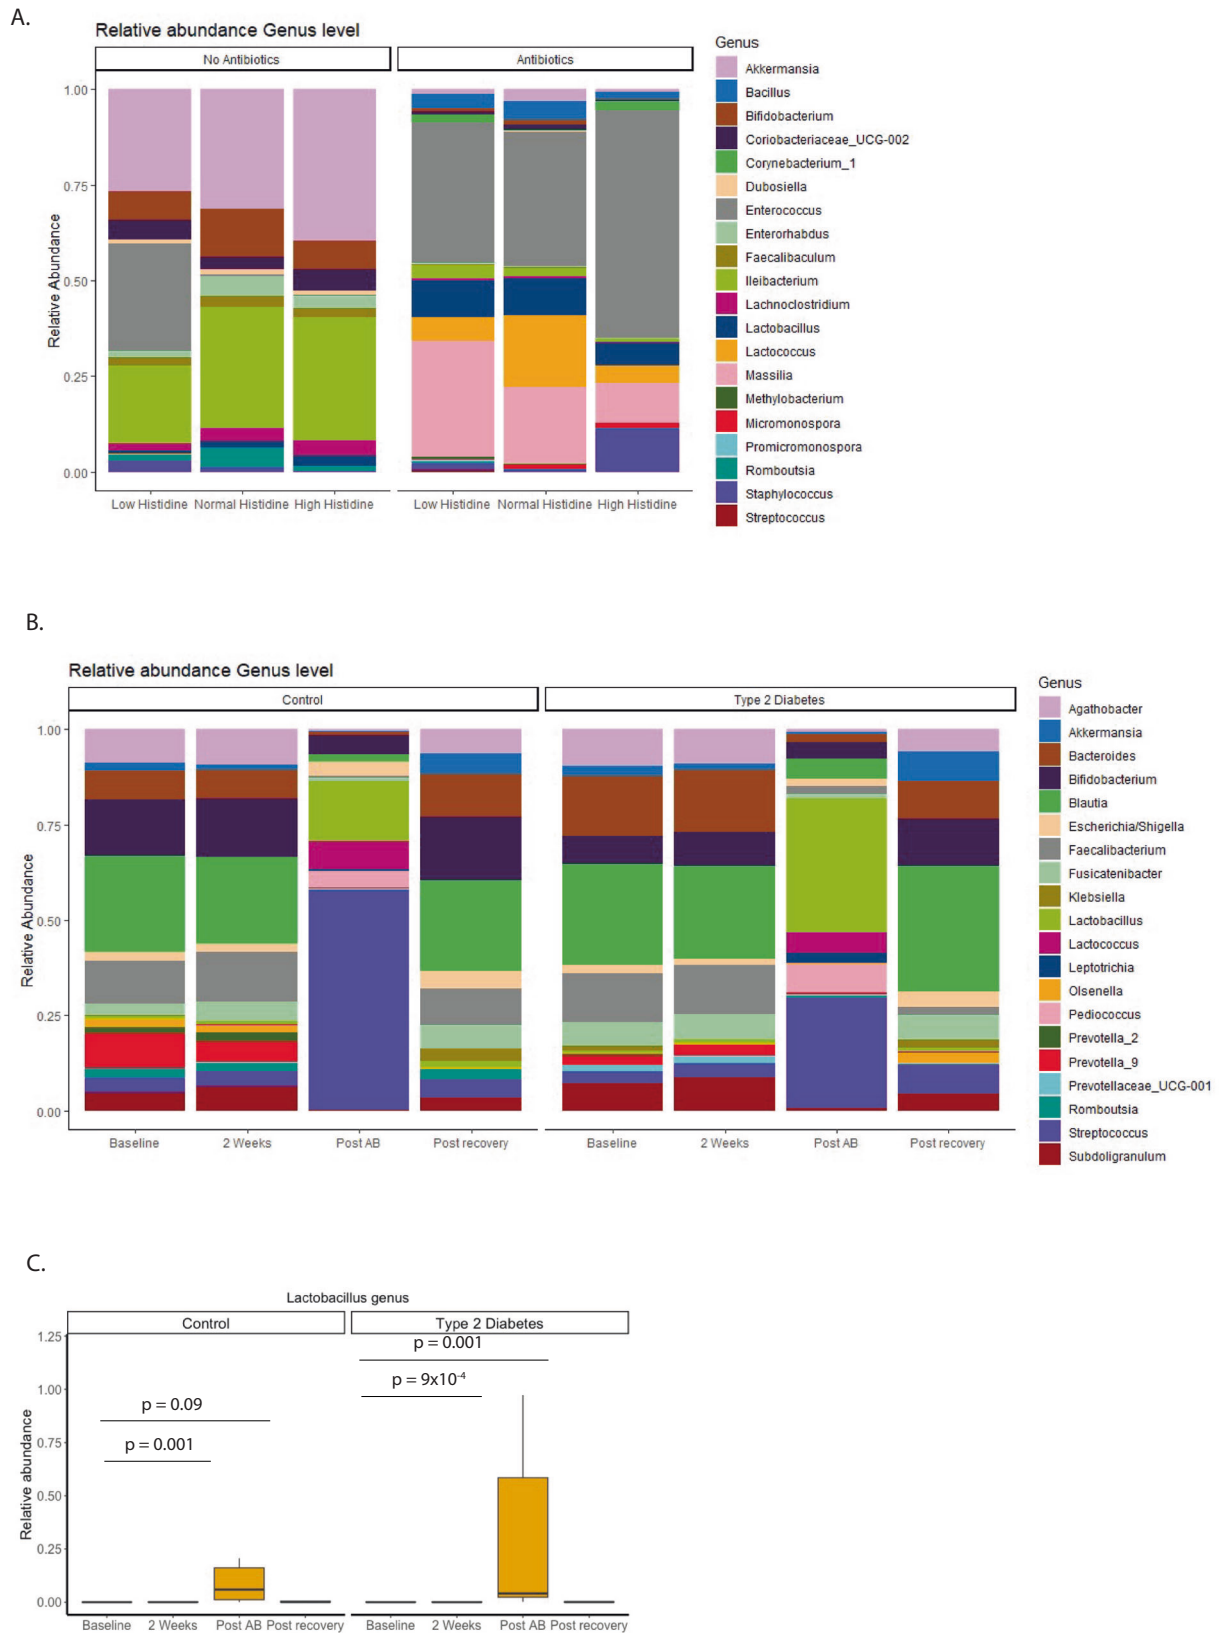 A.
Relative abundance Genus level
No Antibiotics
Antibiotics
Relative Abundance
1.00
0.75
0.50
0.25
0.00
Low Histidine Normal Histidine High Histidine
Low Histidine Normal Histidine High Histidine
Genus
Akkermansia
Bacillus
Bifidobacterium
Coriobacteriaceae_UCG-002
Corynebacterium_1
Dubosiella
Enterococcus
Enterorhabdus
Faecalibaculum
Ileibacterium
Lachnoclostridium
Lactobacillus
Lactococcus
Massilia
Methylobacterium
Micromonospora
Promicromonospora
Romboutsia
Staphylococcus
Streptococcus
B.
Relative abundance Genus level
Control
Type 2 Diabetes
Relative Abundance
1.00
0.75
0.50
0.25
0.00
Baseline 2 Weeks Post AB Post recovery
Baseline 2 Weeks Post AB Post recovery
Genus
Agathobacter
Akkermansia
Bacteroides
Bifidobacterium
Blautia
Escherichia/Shigella
Faecalibacterium
Fusicatenibacter
Klebsiella
Lactobacillus
Lactococcus
Leptotrichia
Olsenella
Pediococcus
Prevotella_2
Prevotella_9
Prevotellaceae_UCG-001
Romboutsia
Streptococcus
Subdoligranulum
C.
Lactobacillus genus
Control
Type 2 Diabetes
Relative abundance
1.25
1.00
0.75
0.50
0.25
0.00
p = 0.09
p = 0.001
p = 0.001
p = 9x10⁻⁴
Baseline 2 Weeks Post AB Post recovery
Baseline 2 Weeks Post AB Post recovery